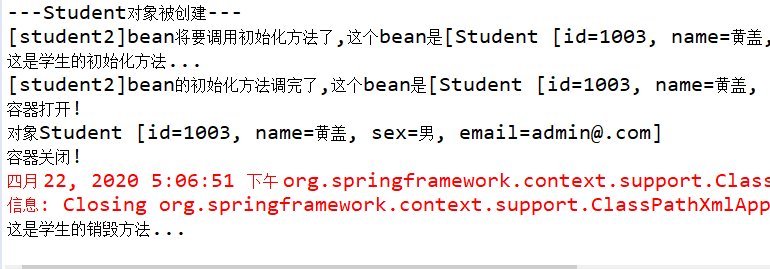 ---Student对象被创建---
[student2]bean将要调用初始化方法了,这个bean是[Student [id=1003, name=黄盖,
这是学生的初始化方法...
[student2]bean的初始化方法调完了,这个bean是[Student [id=1003, name=黄盖,
容器打开!
对象Student [id=1003, name=黄盖, sex=男, email=admin@.com]
容器关闭!
四月 22, 2020 5:06:51 下午 org.springframework.context.support.Class
信息: Closing org.springframework.context.support.ClassPathXmlApp
这是学生的销毁方法...